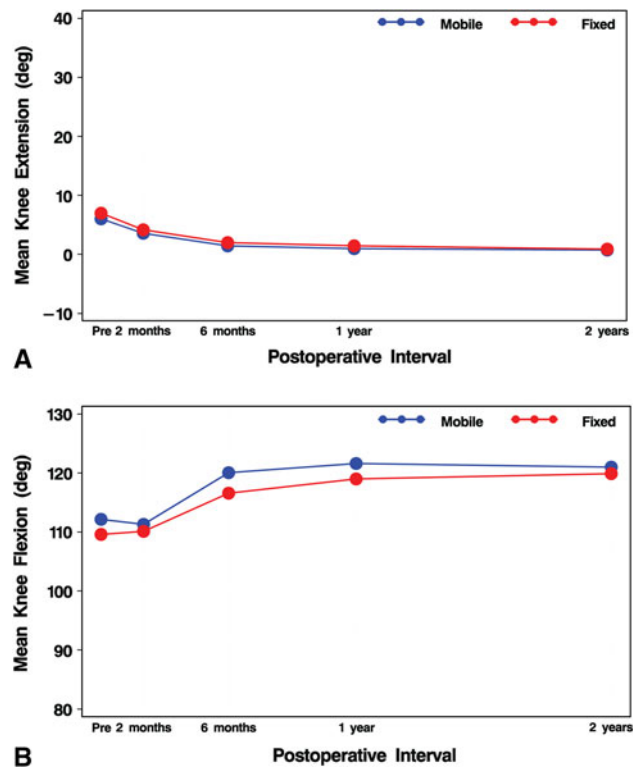 40
Mobile Fixed
30
20
10
0
−10
Mean Knee Extension (deg)
Pre 2 months 6 months 1 year 2 years
A
Postoperative Interval
130
Mobile Fixed
120
110
100
90
80
Mean Knee Flexion (deg)
Pre 2 months 6 months 1 year 2 years
B
Postoperative Interval